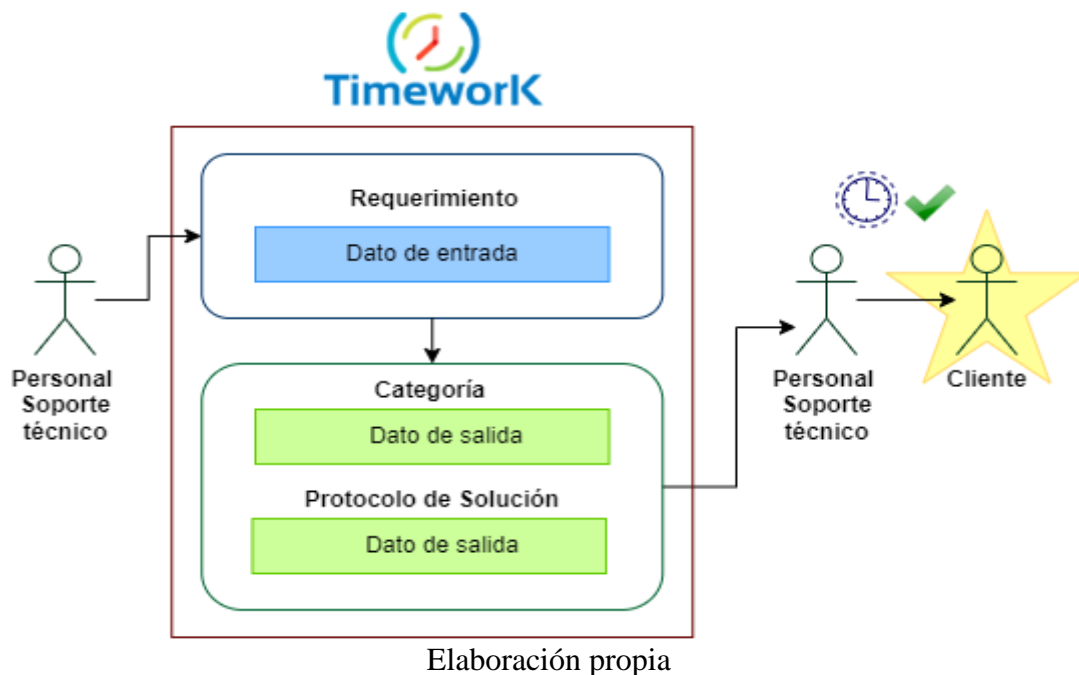 TimeworK
Requerimiento
Dato de entrada
Personal
Soporte
técnico
Categoría
Dato de salida
Protocolo de Solución
Dato de salida
Personal
Soporte
técnico
Cliente
Elaboración propia